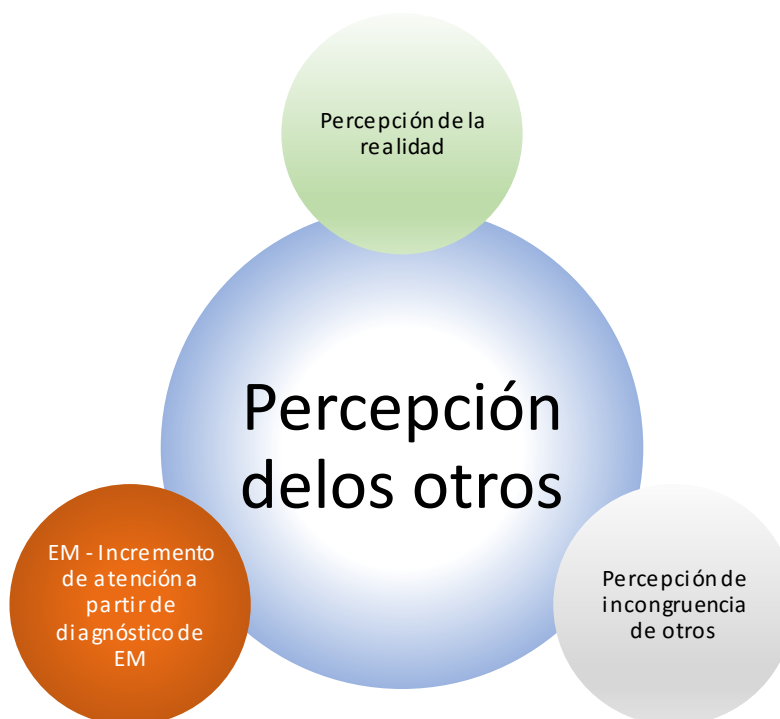 Percepción de la
realidad
Percepción
delos otros
EM - Incremento
de atención a
partir de
diagnóstico de
EM
Percepción de
incongruencia
de otros